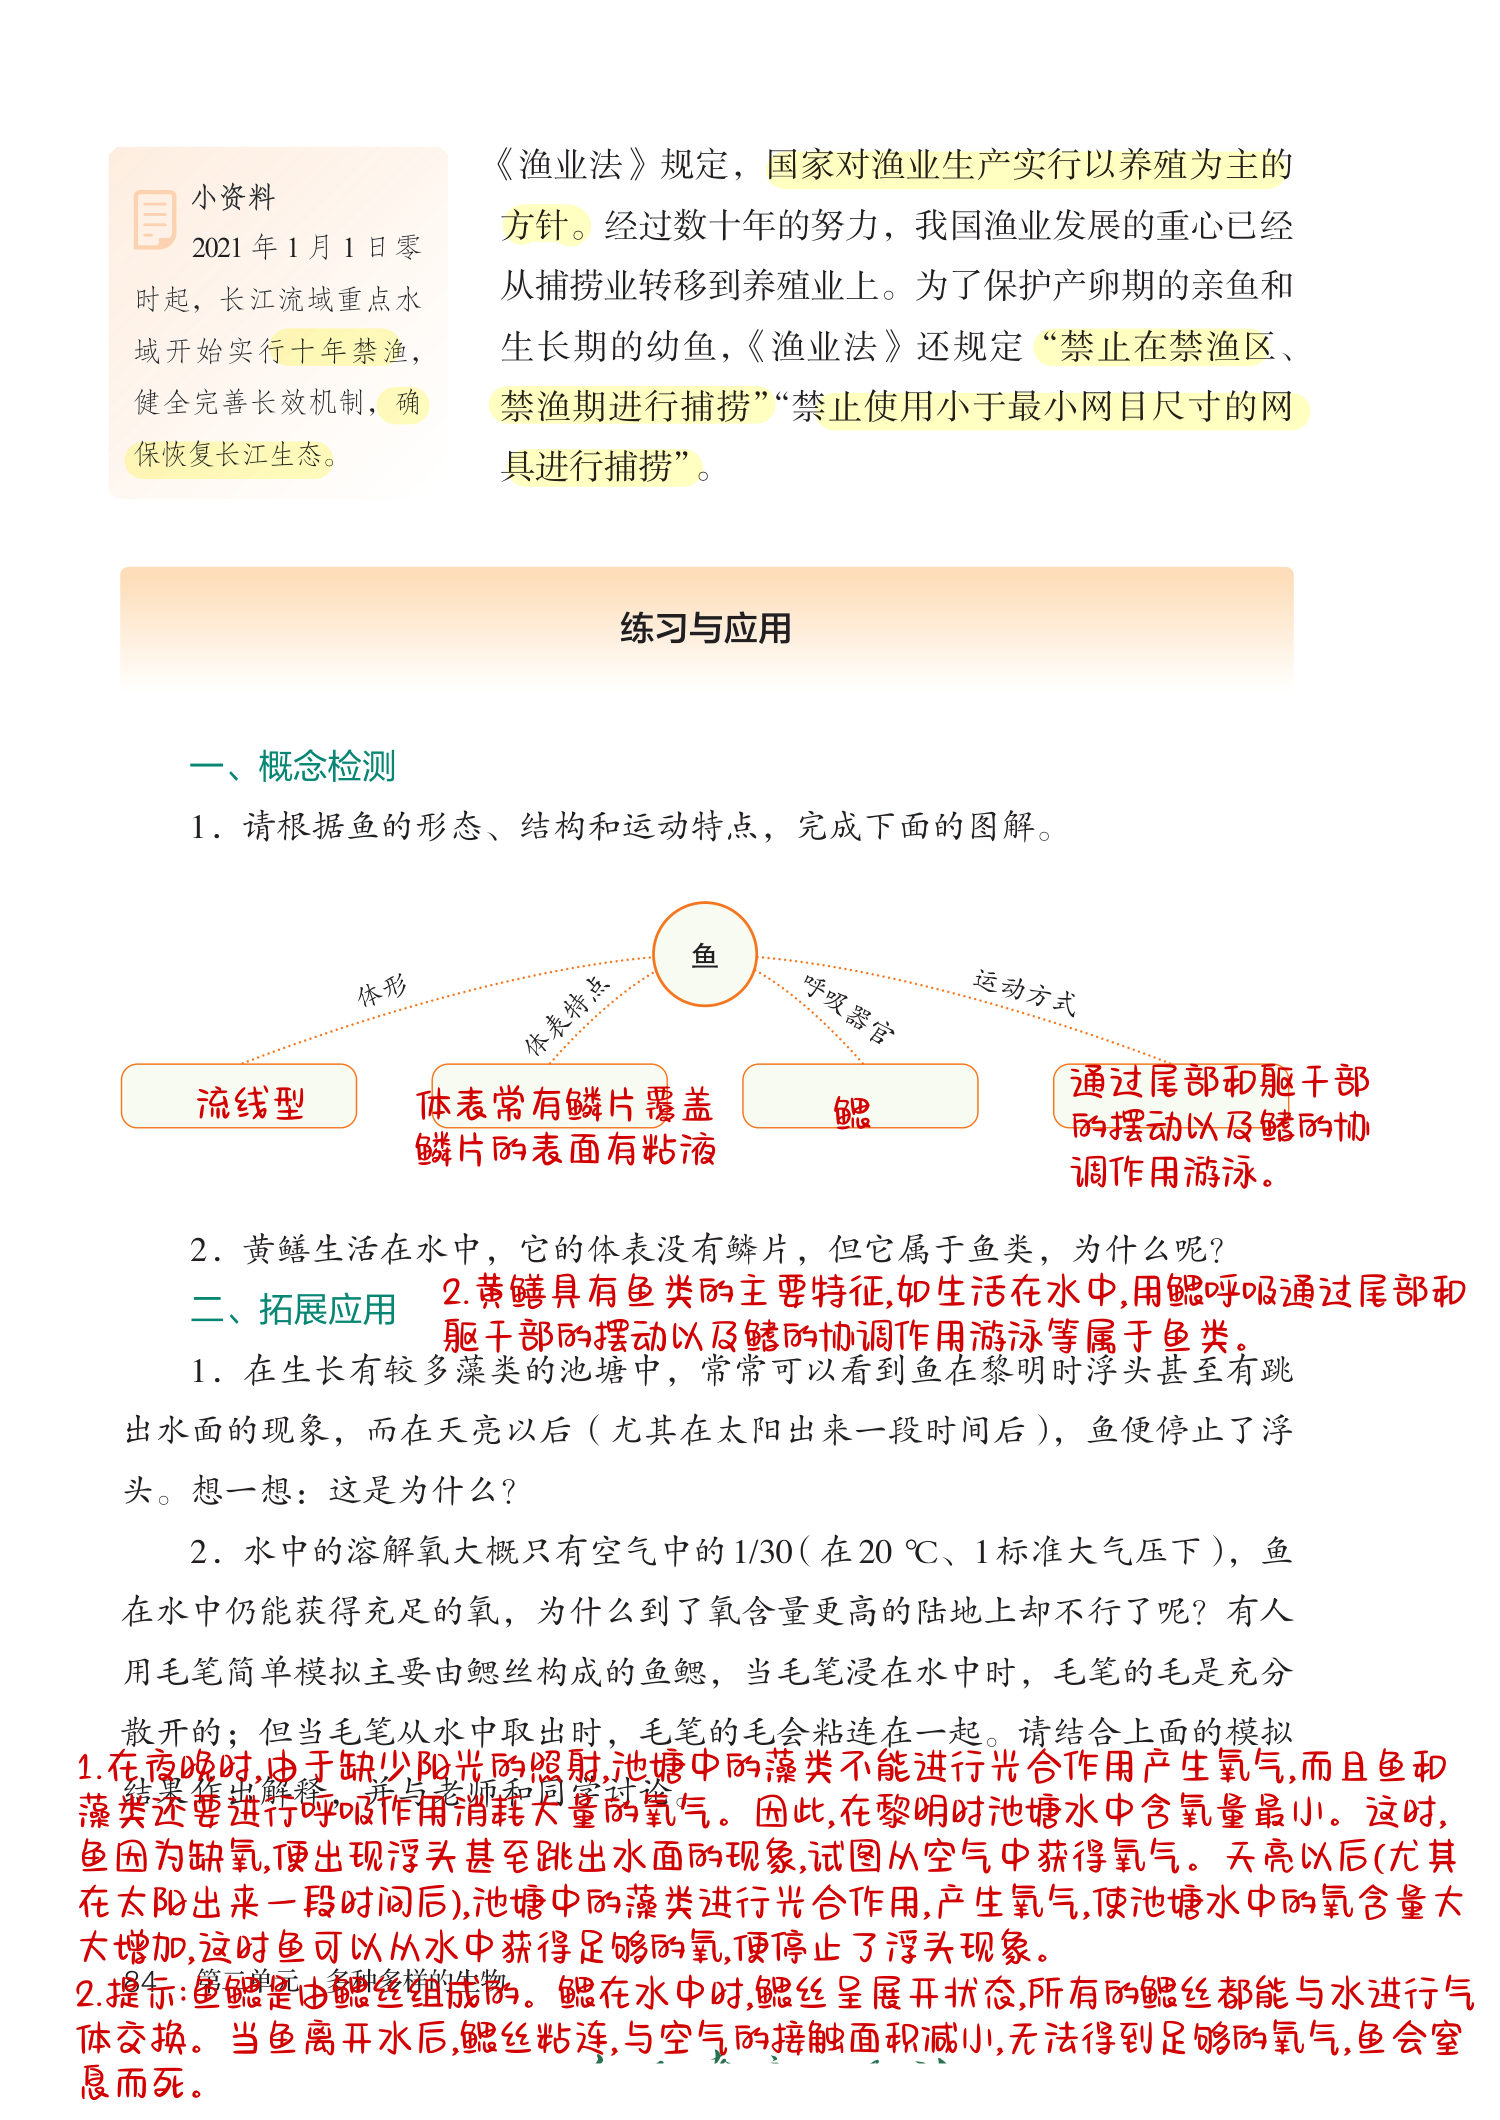 小资料
2021 年 1 月 1 日零
时起，长江流域重点水
域开始实行十年禁渔，
健全完善长效机制，确
保恢复长江生态。
《渔业法》规定，国家对渔业生产实行以养殖为主的
方针。经过数十年的努力，我国渔业发展的重心已经
从捕捞业转移到养殖业上。为了保护产卵期的亲鱼和
生长期的幼鱼，《渔业法》还规定“禁止在禁渔区、
禁渔期进行捕捞”“禁止使用小于最小网目尺寸的网
具进行捕捞”。
练习与应用
一、概念检测
1．请根据鱼的形态、结构和运动特点，完成下面的图解。
鱼
体形
体表特点
呼吸器官
运动方式
流线型
体表常有鳞片覆盖
鳞片的表面有粘液
鳃
通过尾部和躯干部
的摆动以及鳍的协
调作用游泳。
2．黄鳝生活在水中，它的体表没有鳞片，但它属于鱼类，为什么呢？
2.黄鳝具有鱼类的主要特征,如生活在水中,用鳃呼吸通过尾部和
躯干部的摆动以及鳍的协调作用游泳等属于鱼类。
二、拓展应用
1．在生长有较多藻类的池塘中，常常可以看到鱼在黎明时浮头甚至有跳
出水面的现象，而在天亮以后（尤其在太阳出来一段时间后），鱼便停止了浮
头。想一想：这是为什么？
2．水中的溶解氧大概只有空气中的1/30（在20 ℃、1标准大气压下），鱼
在水中仍能获得充足的氧，为什么到了氧含量更高的陆地上却不行了呢？有人
用毛笔简单模拟主要由鳃丝构成的鱼鳃，当毛笔浸在水中时，毛笔的毛是充分
散开的；但当毛笔从水中取出时，毛笔的毛会粘连在一起。请结合上面的模拟
结果作出解释，并与老师和同学讨论。
1.在夜晚时,由于缺少阳光的照射,池塘中的藻类不能进行光合作用产生氧气,而且鱼和
藻类还要进行呼吸作用消耗大量的氧气。因此,在黎明时池塘水中含氧量最小。这时,
鱼因为缺氧,便出现浮头甚至跳出水面的现象,试图从空气中获得氧气。天亮以后(尤其
在太阳出来一段时间后),池塘中的藻类进行光合作用,产生氧气,使池塘水中的氧含量大
大增加,这时鱼可以从水中获得足够的氧,便停止了浮头现象。
84 第二单元 多种多样的生物
2.提示:鱼鳃是由鳃丝组成的。鳃在水中时,鳃丝呈展开状态,所有的鳃丝都能与水进行气
体交换。当鱼离开水后,鳃丝粘连,与空气的接触面积减小,无法得到足够的氧气,鱼会窒
息而死。